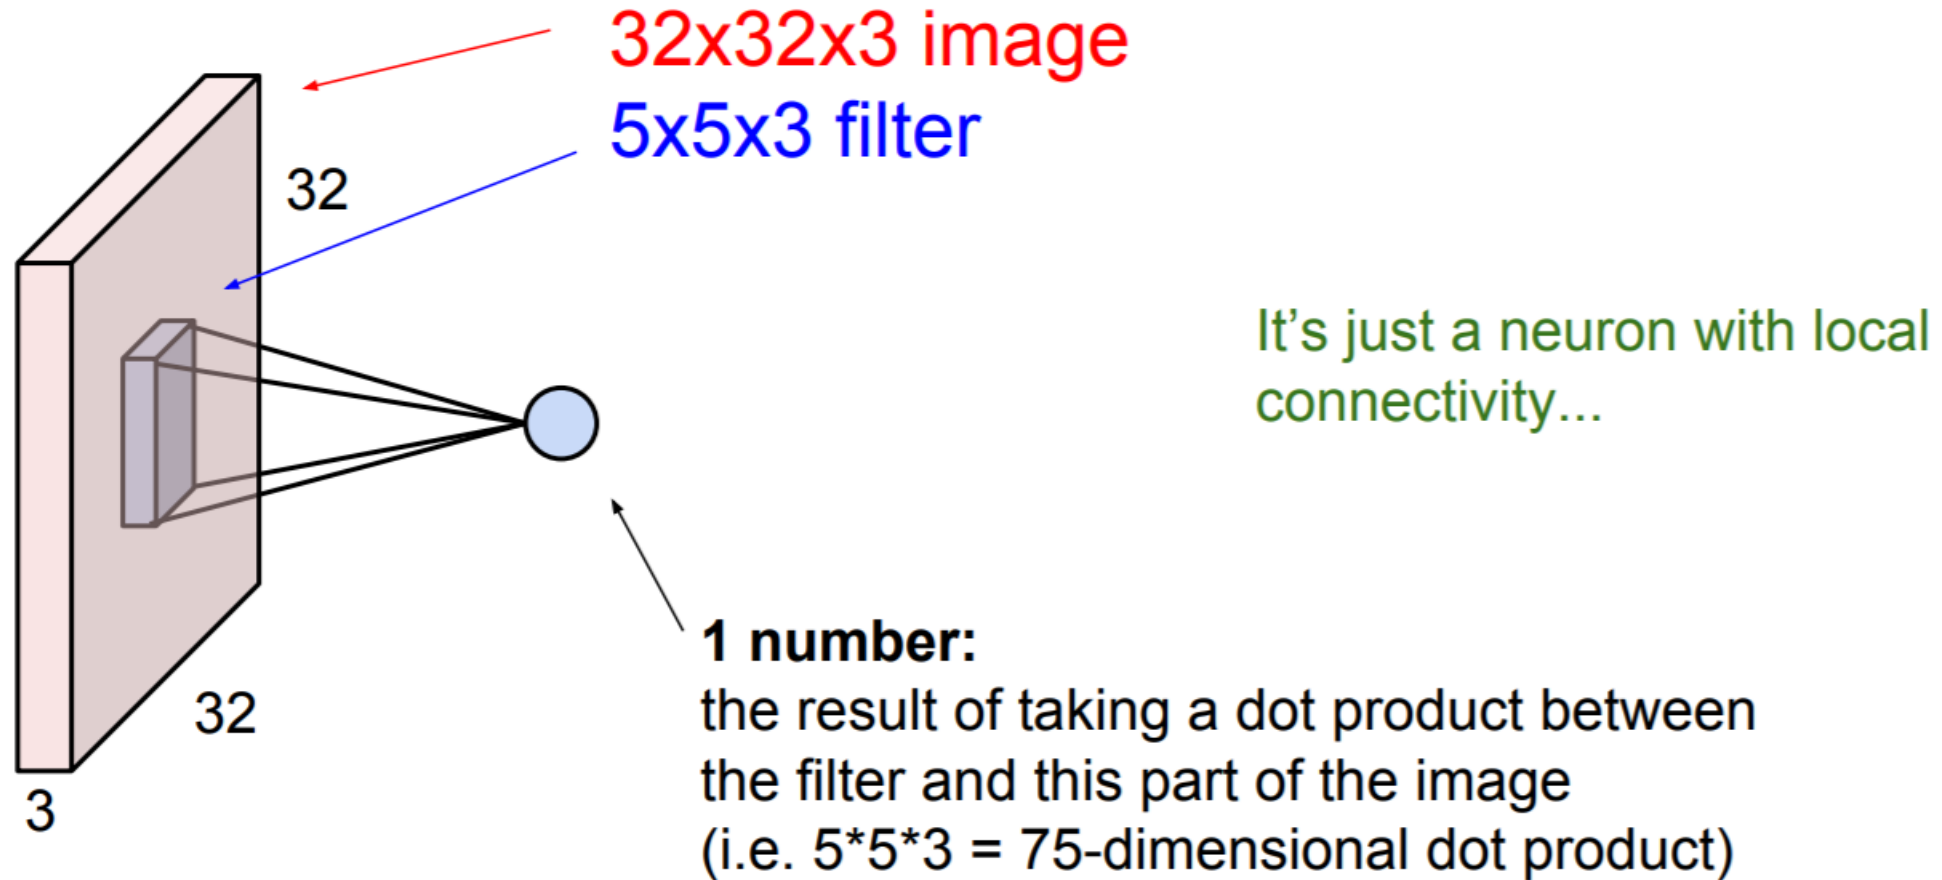 32x32x3 image
5x5x3 filter
32
It's just a neuron with local
connectivity...
32
3
1 number:
the result of taking a dot product between
the filter and this part of the image
(i.e. 5*5*3 = 75-dimensional dot product)